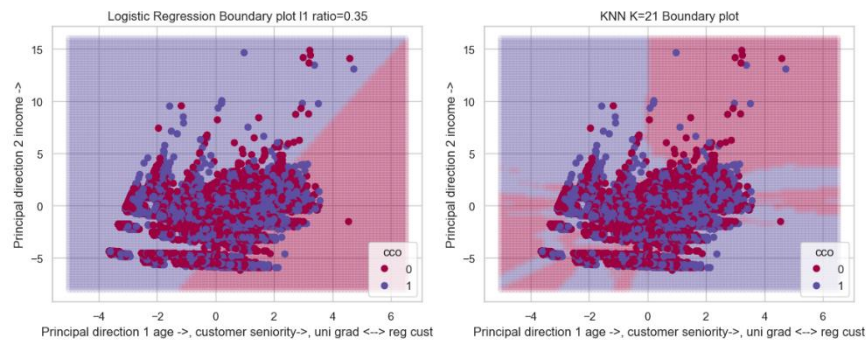 Logistic Regression Boundary plot l1 ratio=0.35
15
10
5
0
−5
Principal direction 2 income ->
cco
0
1
−4 −2 0 2 4 6
Principal direction 1 age ->, customer seniority->, uni grad <--> reg cust
KNN K=21 Boundary plot
15
10
5
0
−5
Principal direction 2 income ->
cco
0
1
−4 −2 0 2 4 6
Principal direction 1 age ->, customer seniority->, uni grad <--> reg cust